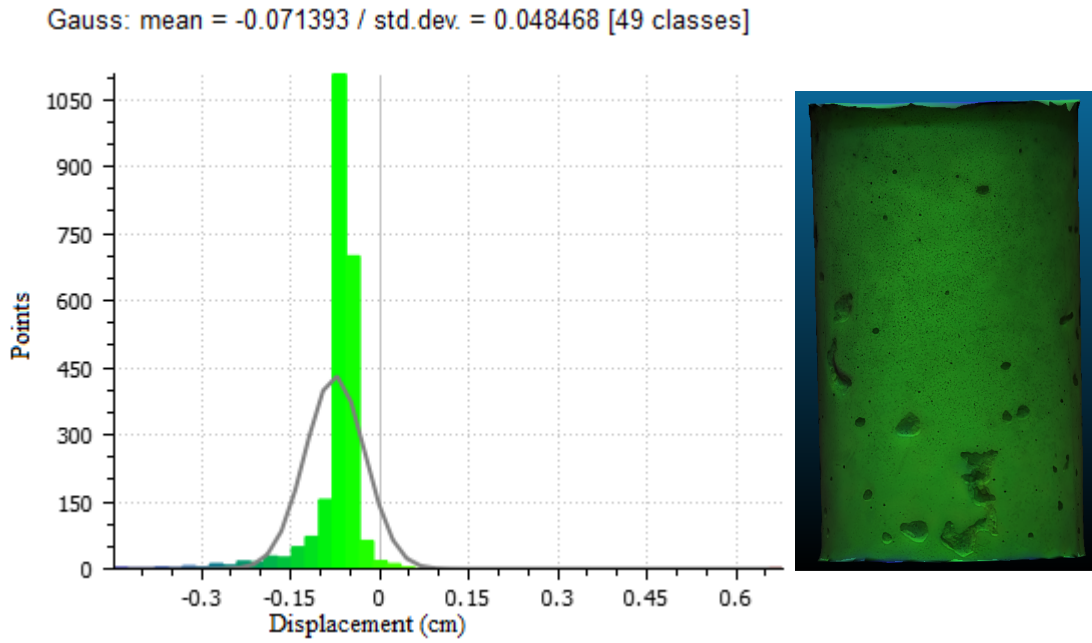 Gauss: mean = -0.071393 / std.dev. = 0.048468 [49 classes]
1050
900
750
600
450
300
150
0
Points
-0.3 -0.15 0 0.15 0.3 0.45 0.6
Displacement (cm)